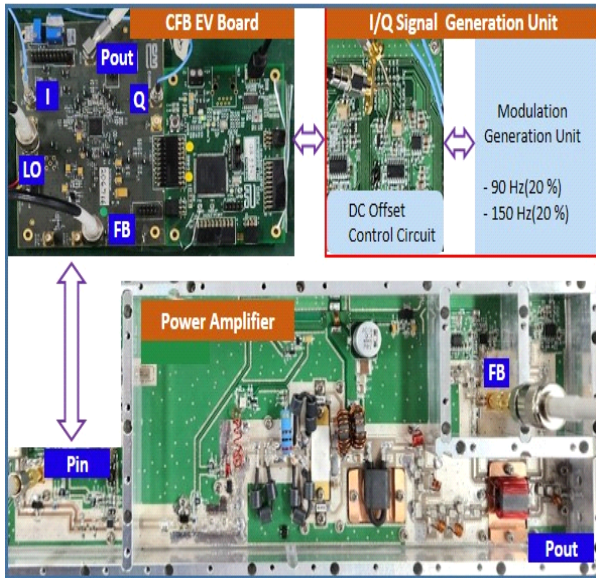 CFB EV Board
I/Q Signal Generation Unit
Pout
I
Q
LO
FB
DC Offset
Control Circuit
Modulation
Generation Unit
- 90 Hz(20 %)
- 150 Hz(20 %)
Power Amplifier
FB
Pin
Pout